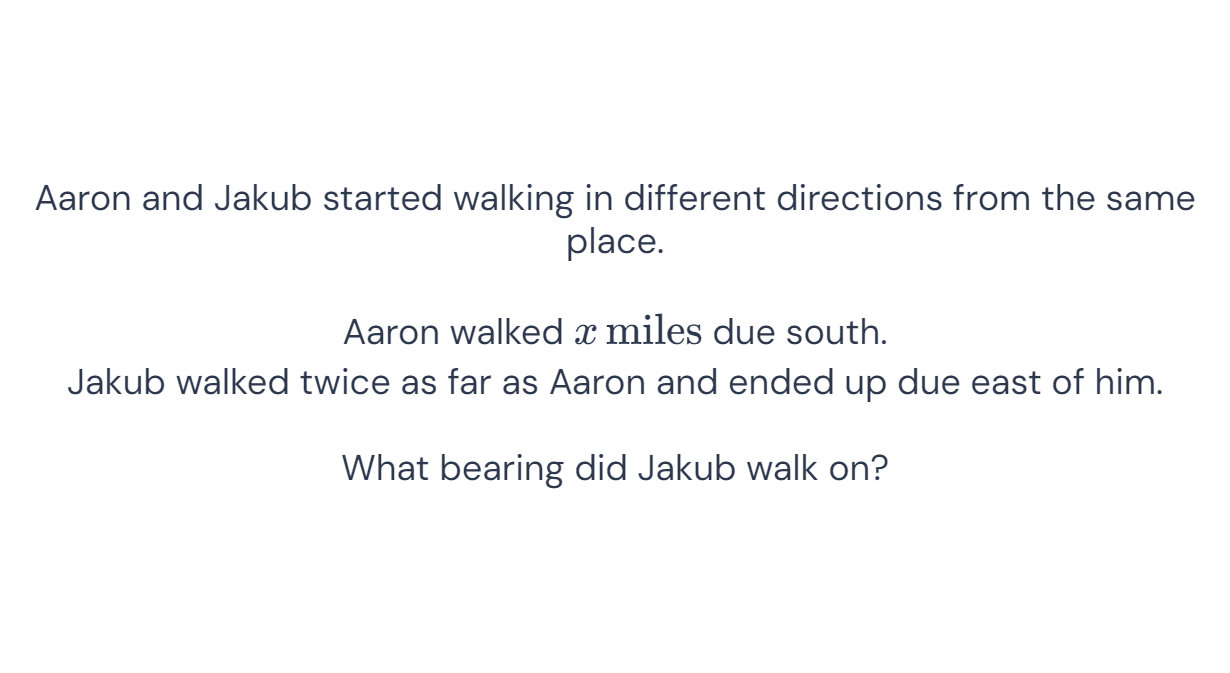 Aaron and Jakub started walking in different directions from the same
place.
Aaron walked x miles due south.
Jakub walked twice as far as Aaron and ended up due east of him.
What bearing did Jakub walk on?